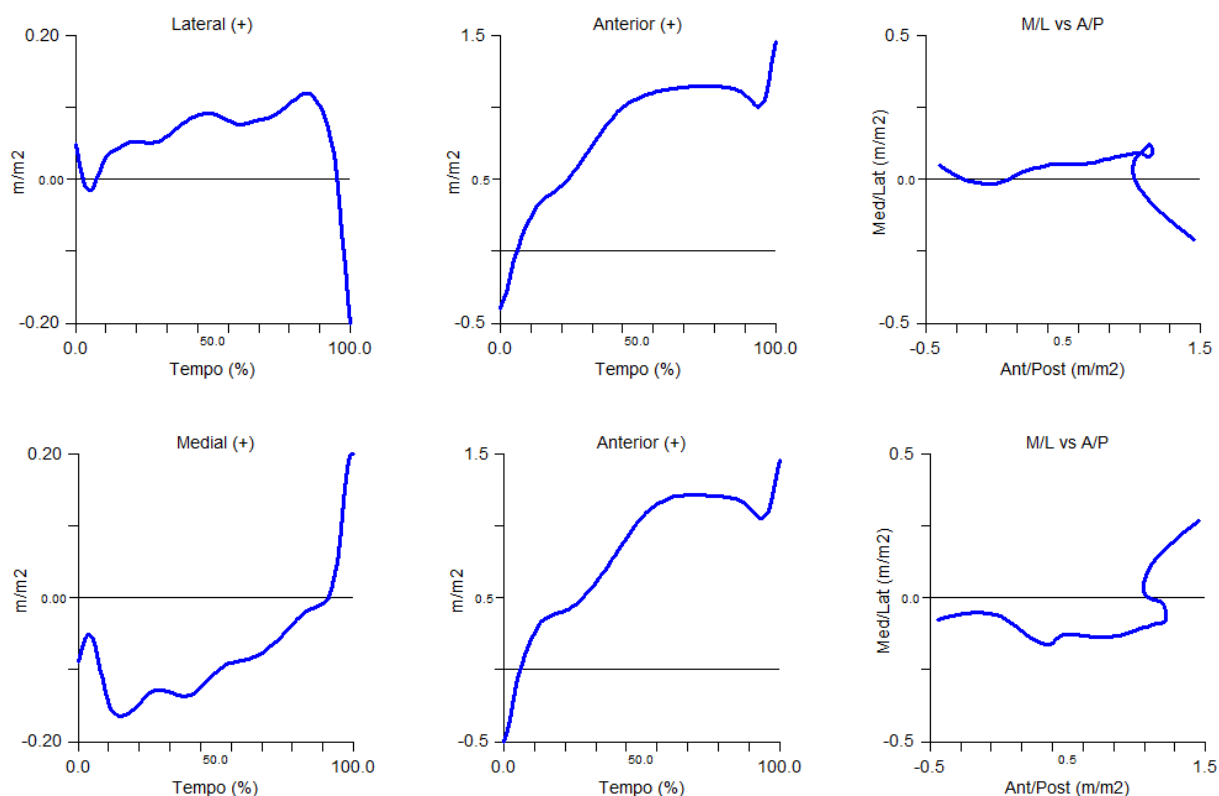 Lateral (+)
0.20
m/m2
0.00
-0.20
0.0
50.0
100.0
Tempo (%)
Anterior (+)
1.5
m/m2
0.5
-0.5
0.0
50.0
100.0
Tempo (%)
M/L vs A/P
0.5
Med/Lat (m/m2)
0.0
-0.5
-0.5
0.5
1.5
Ant/Post (m/m2)
Medial (+)
0.20
m/m2
0.00
-0.20
0.0
50.0
100.0
Tempo (%)
Anterior (+)
1.5
m/m2
0.5
-0.5
0.0
50.0
100.0
Tempo (%)
M/L vs A/P
0.5
Med/Lat (m/m2)
0.0
-0.5
-0.5
0.5
1.5
Ant/Post (m/m2)